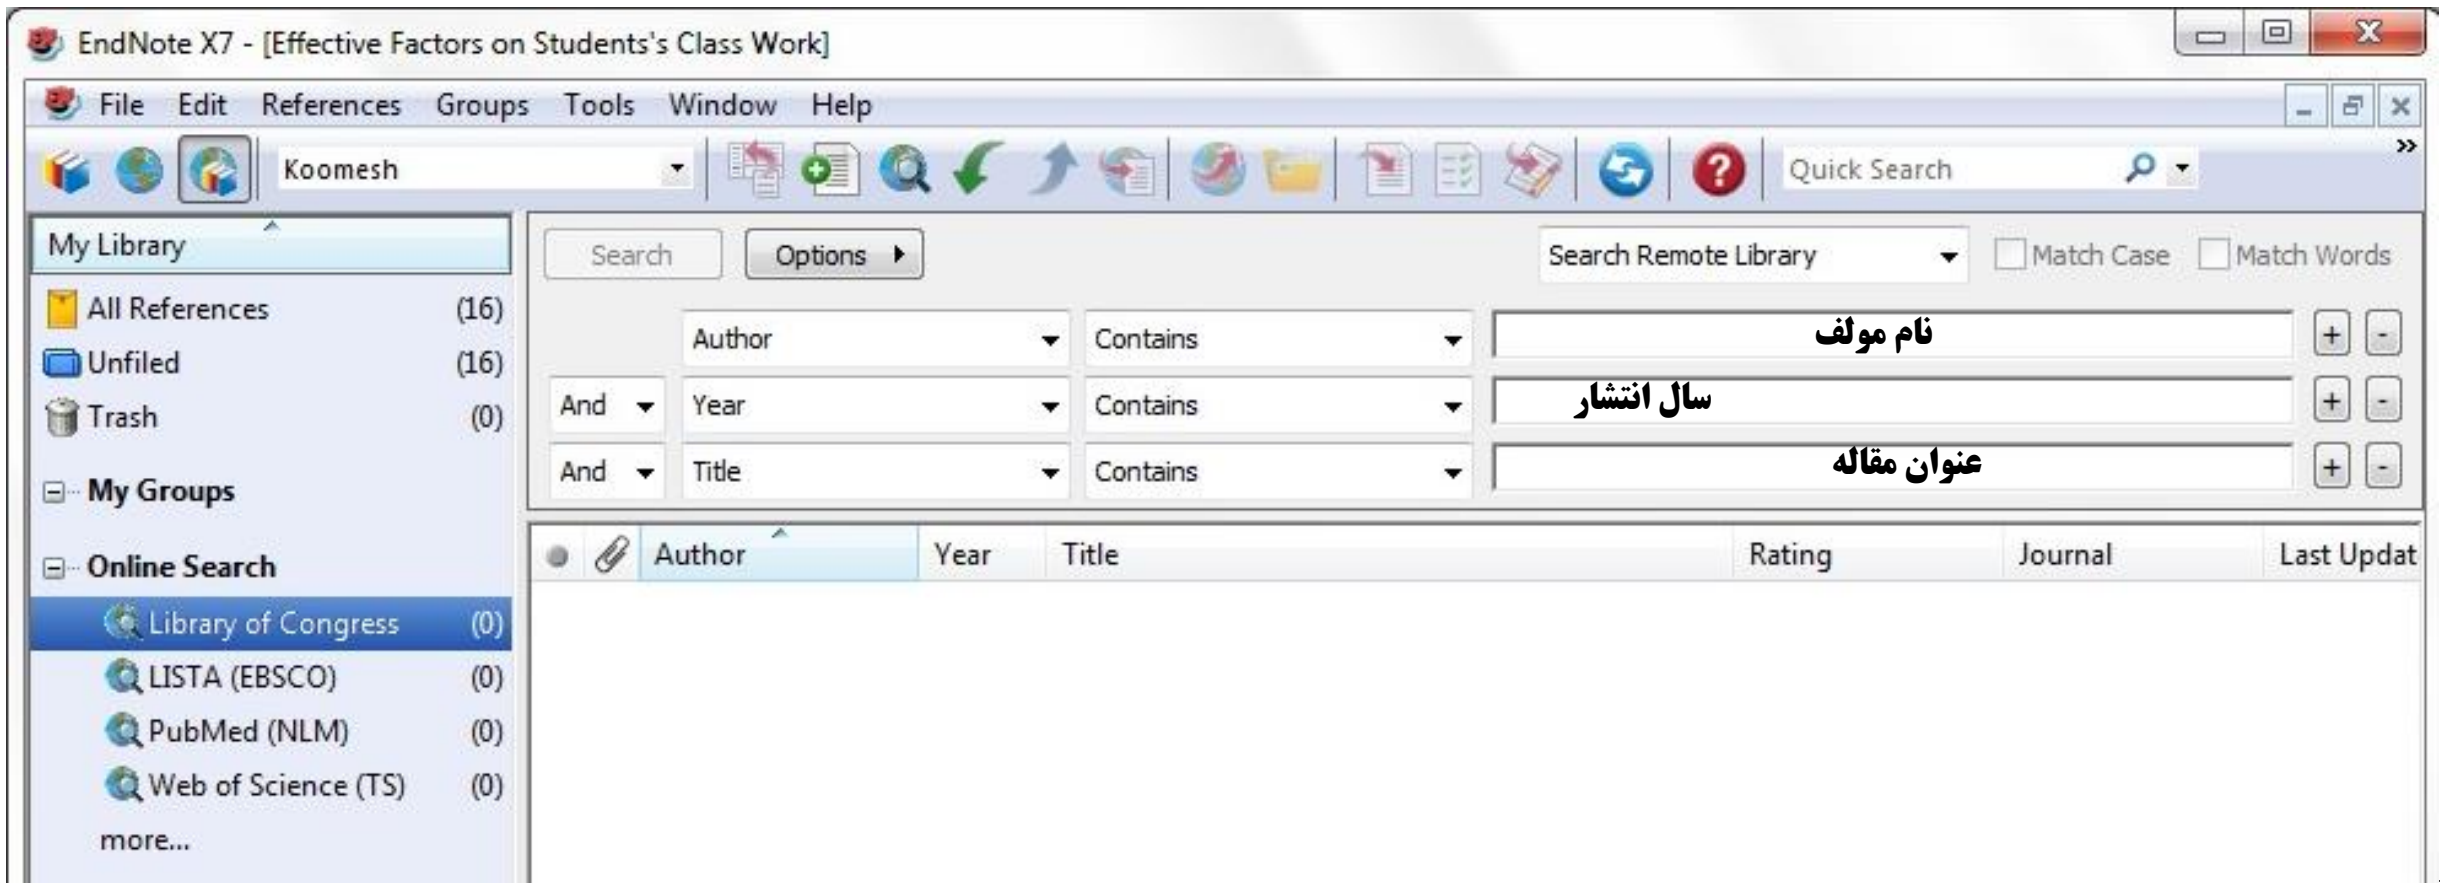 EndNote X7 - [Effective Factors on Students's Class Work]
File Edit References Groups Tools Window Help
Koomesh
Quick Search
My Library
All References (16)
Unfiled (16)
Trash (0)
My Groups
Online Search
Library of Congress (0)
LISTA (EBSCO) (0)
PubMed (NLM) (0)
Web of Science (TS) (0)
more...
Search Options Search Remote Library Match Case Match Words
Author Contains نام مولف + -
And Year Contains سال انتشار + -
And Title Contains عنوان مقاله + -
Author Year Title Rating Journal Last Updat